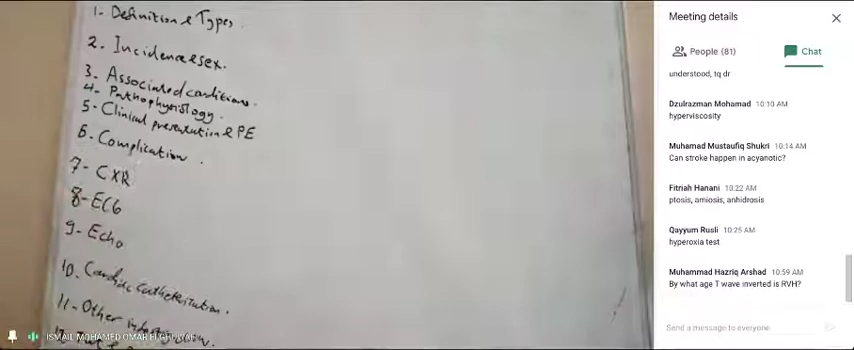 1- Definition & Types.
2. Incidence & sex.
3. Associated conditions.
4- Pathophysiology.
5- Clinical presentation & PE
6. Complication.
7- CXR
8- ECG
9- Echo
10. Cardiac catheterization.
11- Other
12
ISMAIL MOHAMED OMAR
Meeting details
People (81)
Chat
understood, tq dr
Dzulrazman Mohamad 10:10 AM
hyperviscosity
Muhamad Mustaufiq Shukri 10:14 AM
Can stroke happen in acyanotic?
Fitriah Hanani 10:22 AM
ptosis, amiosis, anhidrosis
Qayyum Rusli 10:25 AM
hyperoxia test
Muhammad Hazriq Arshad 10:59 AM
By what age T wave inverted is RVH?
Send a message to everyone